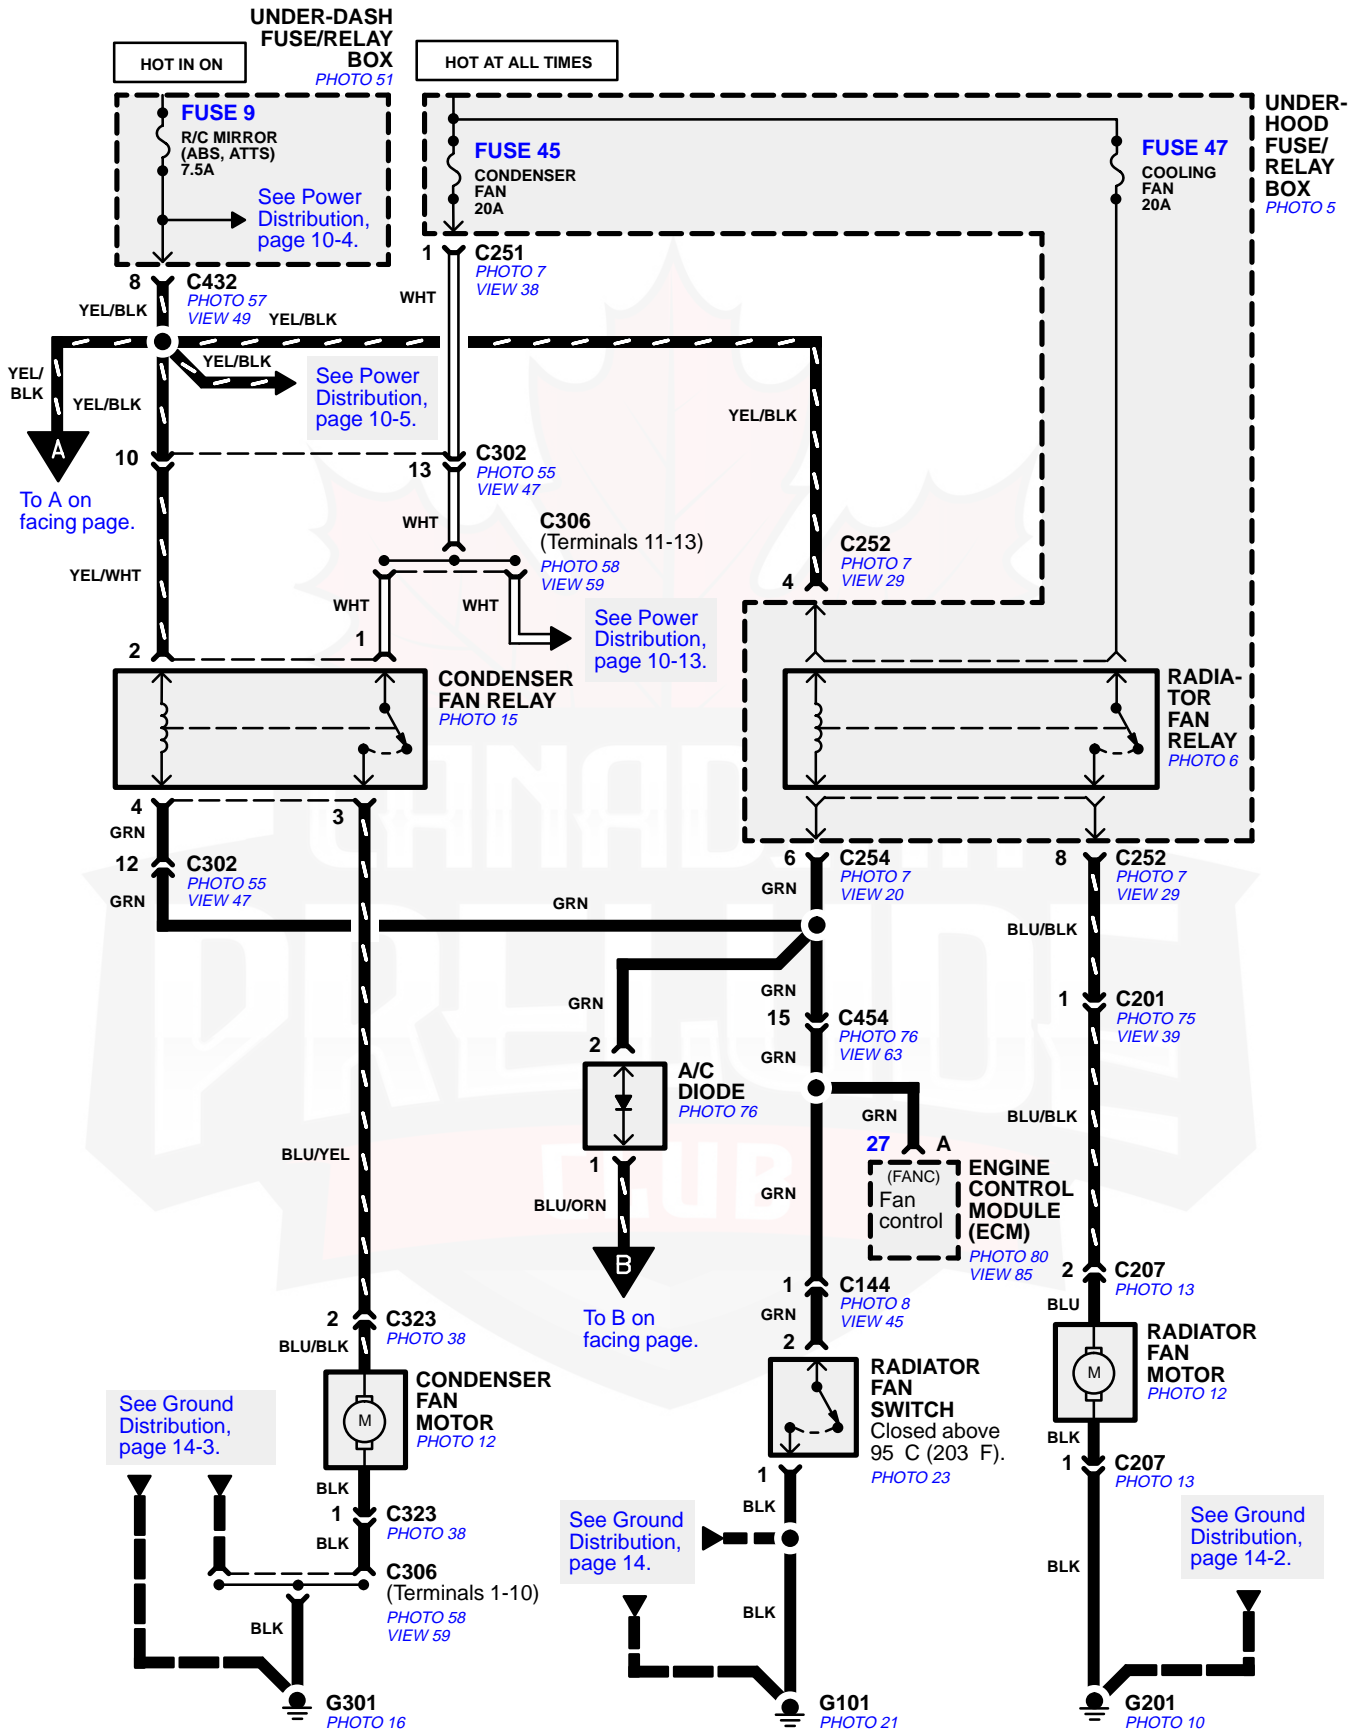 UNDER-DASH
FUSE/RELAY
BOX
PHOTO 51
HOT IN ON
HOT AT ALL TIMES
FUSE 9
R/C MIRROR
(ABS, ATTS)
7.5A
See Power
Distribution,
page 10-4.
FUSE 45
CONDENSER
FAN
20A
FUSE 47
COOLING
FAN
20A
UNDER-
HOOD
FUSE/
RELAY
BOX
PHOTO 5
8
C432
PHOTO 57
VIEW 49
YEL/BLK
YEL/BLK
1
C251
PHOTO 7
VIEW 38
WHT
YEL/BLK
YEL/
BLK
YEL/BLK
See Power
Distribution,
page 10-5.
YEL/BLK
A
To A on
facing page.
10
13
C302
PHOTO 55
VIEW 47
WHT
C306
(Terminals 11-13)
PHOTO 58
VIEW 59
C252
PHOTO 7
VIEW 29
4
YEL/WHT
WHT
WHT
See Power
Distribution,
page 10-13.
2
1
CONDENSER
FAN RELAY
PHOTO 15
RADIA-
TOR
FAN
RELAY
PHOTO 6
4
3
GRN
12
C302
PHOTO 55
VIEW 47
GRN
GRN
6
C254
PHOTO 7
VIEW 20
GRN
8
C252
PHOTO 7
VIEW 29
BLU/BLK
GRN
GRN
15
C454
PHOTO 76
VIEW 63
GRN
1
C201
PHOTO 75
VIEW 39
2
A/C
DIODE
PHOTO 76
GRN
27
A
(FANC)
Fan
control
ENGINE
CONTROL
MODULE
(ECM)
PHOTO 80
VIEW 85
BLU/BLK
BLU/YEL
1
BLU/ORN
GRN
B
To B on
facing page.
1
C144
PHOTO 8
VIEW 45
GRN
2
2
C207
PHOTO 13
BLU
RADIATOR
FAN
MOTOR
PHOTO 12
M
2
C323
PHOTO 38
BLU/BLK
CONDENSER
FAN
MOTOR
PHOTO 12
M
RADIATOR
FAN
SWITCH
Closed above
95 C (203 F).
PHOTO 23
See Ground
Distribution,
page 14-3.
BLK
1
C323
PHOTO 38
BLK
1
BLK
BLK
1
C207
PHOTO 13
See Ground
Distribution,
page 14.
See Ground
Distribution,
page 14-2.
C306
(Terminals 1-10)
PHOTO 58
VIEW 59
BLK
BLK
BLK
G301
PHOTO 16
G101
PHOTO 21
G201
PHOTO 10
CANADIAN
PRELUDE
CLUB